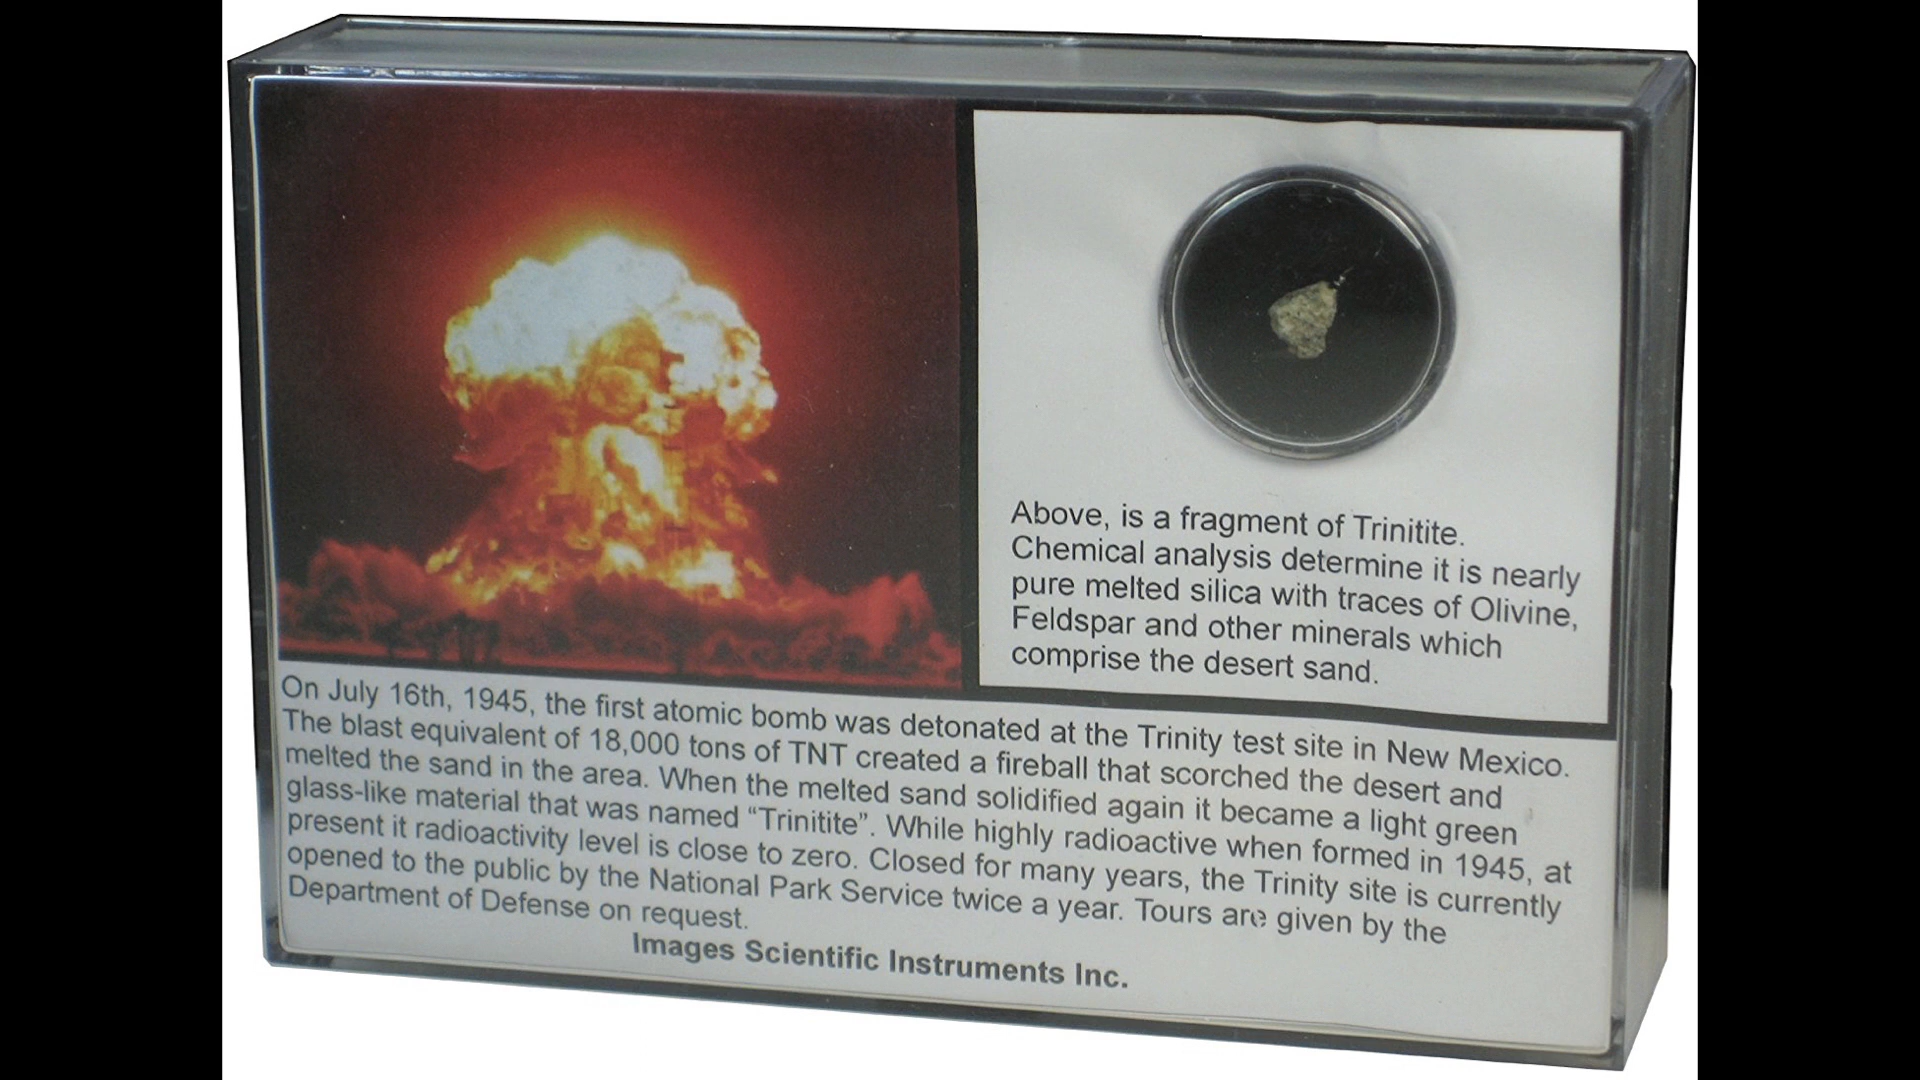 Above, is a fragment of Trinitite.
Chemical analysis determine it is nearly
pure melted silica with traces of Olivine,
Feldspar and other minerals which
comprise the desert sand.
On July 16th, 1945, the first atomic bomb was detonated at the Trinity test site in New Mexico.
The blast equivalent of 18,000 tons of TNT created a fireball that scorched the desert and
melted the sand in the area. When the melted sand solidified again it became a light green
glass-like material that was named “Trinitite”. While highly radioactive when formed in 1945, at
present it radioactivity level is close to zero. Closed for many years, the Trinity site is currently
opened to the public by the National Park Service twice a year. Tours are given by the
Department of Defense on request.
Images Scientific Instruments Inc.